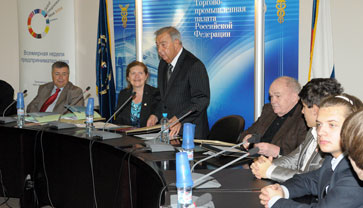 Всемирная неделя
предпринимательства
Торгово-
промышленная
палата
Российской
Федерации